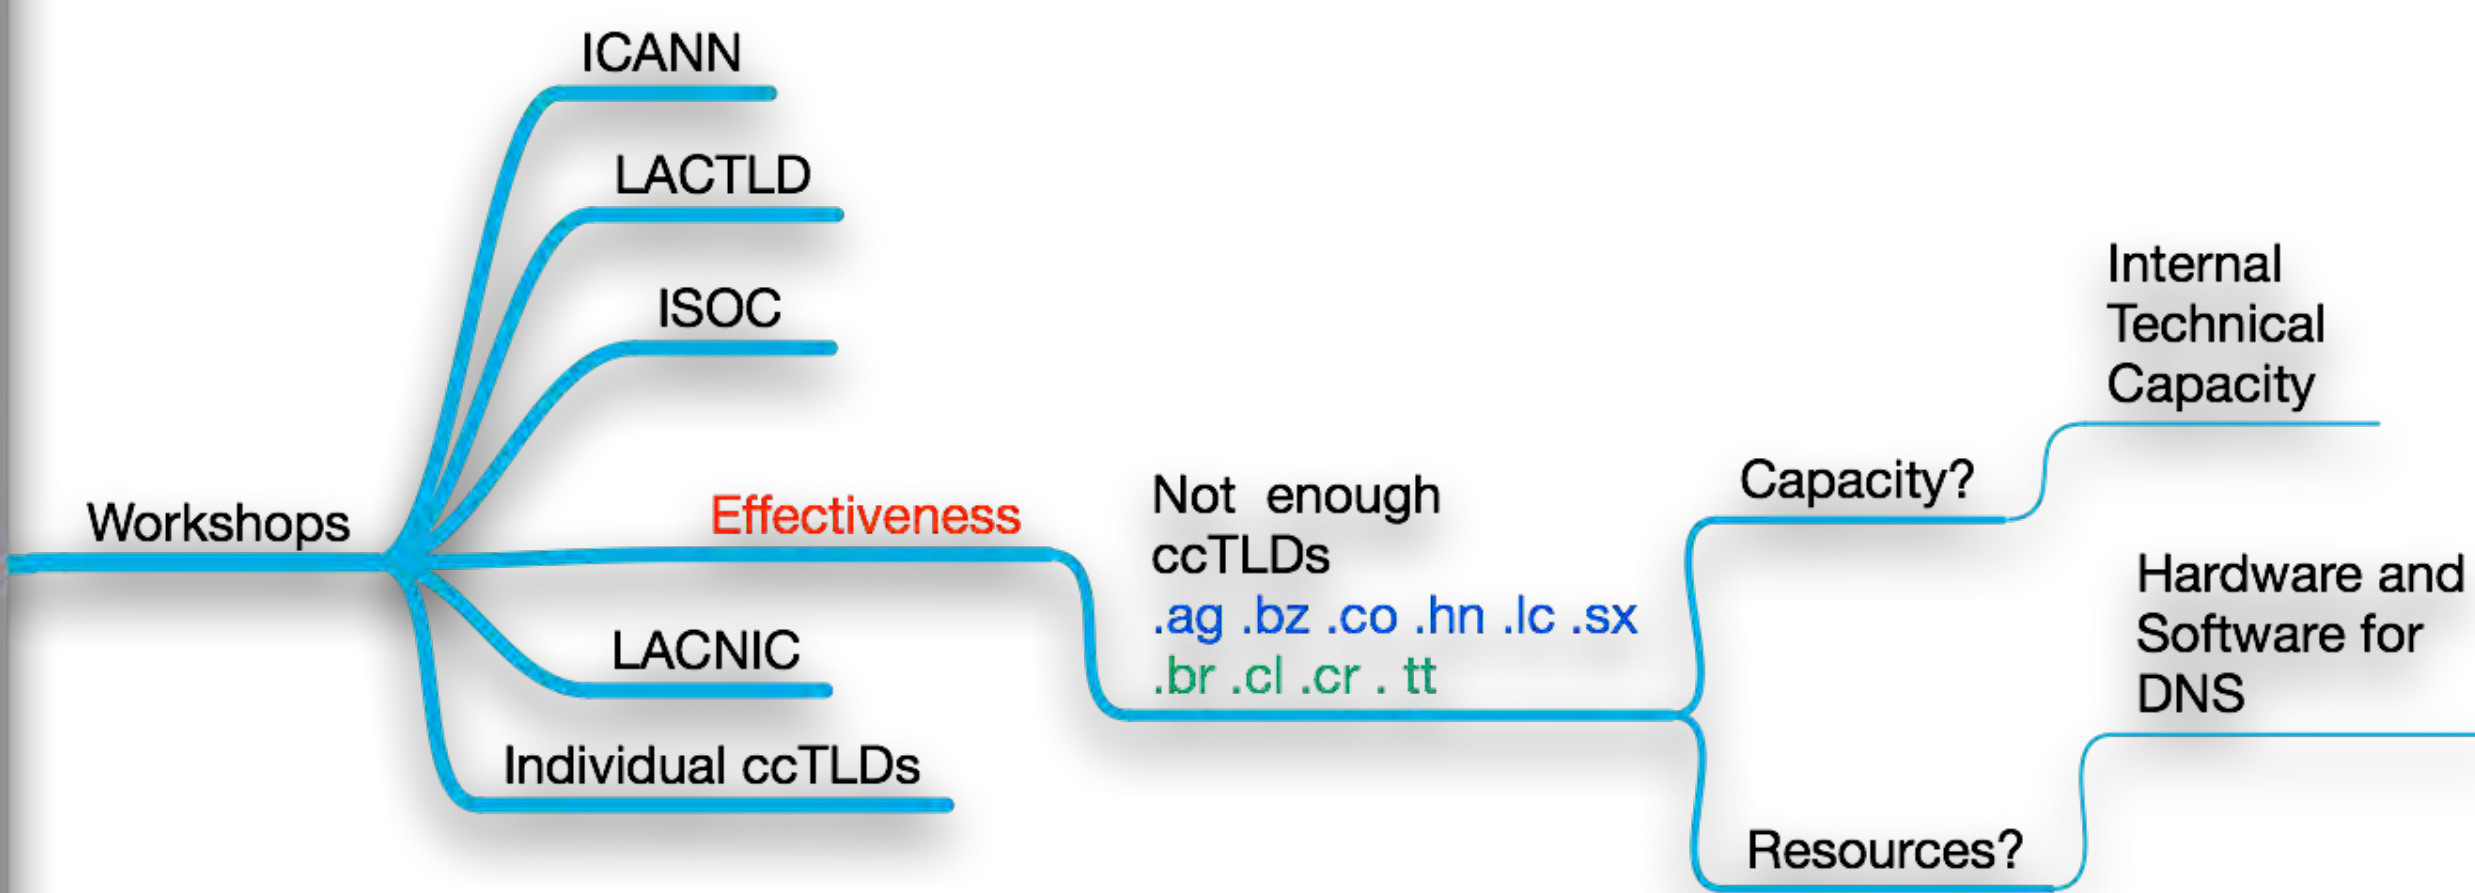 ICANN
LACTLD
ISOC
Workshops
Effectiveness
LACNIC
Individual ccTLDs
Not  enough
ccTLDs
.ag .bz .co .hn .lc .sx
.br .cl .cr . tt
Capacity?
Internal
Technical
Capacity
Resources?
Hardware and
Software for
DNS